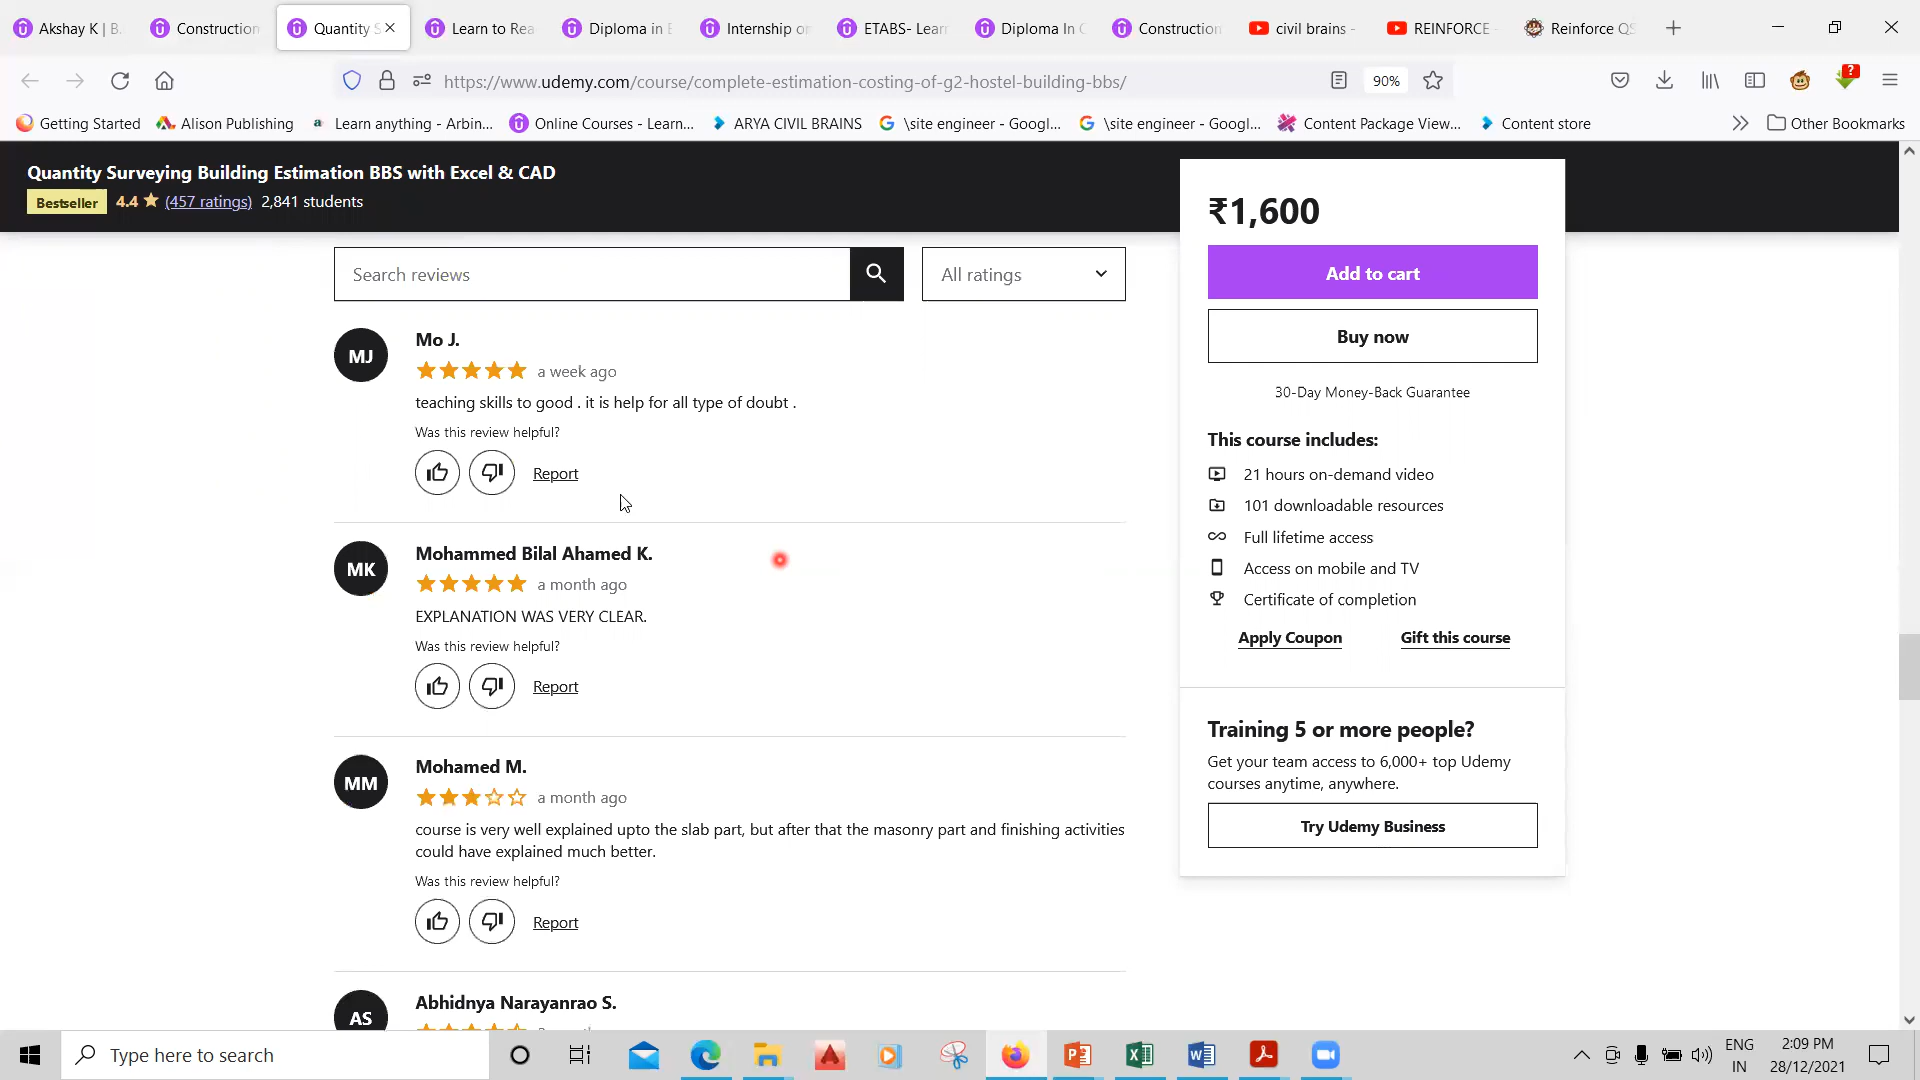 Akshay K | B.
Construction
Quantity S
Learn to Rea
Diploma in E
Internship on
ETABS- Learn
Diploma In C
Construction
civil brains -
REINFORCE -
Reinforce QS
https://www.udemy.com/course/complete-estimation-costing-of-g2-hostel-building-bbs/
90%
?
Getting Started
Alison Publishing
a
Learn anything - Arbin...
Online Courses - Learn...
ARYA CIVIL BRAINS
\site engineer - Googl...
\site engineer - Googl...
Content Package View...
Content store
Other Bookmarks
Quantity Surveying Building Estimation BBS with Excel & CAD
Bestseller 4.4 (457 ratings) 2,841 students
Search reviews
All ratings
MJ
Mo J.
a week ago
teaching skills to good . it is help for all type of doubt .
Was this review helpful?
Report
MK
Mohammed Bilal Ahamed K.
a month ago
EXPLANATION WAS VERY CLEAR.
Was this review helpful?
Report
MM
Mohamed M.
a month ago
course is very well explained upto the slab part, but after that the masonry part and finishing activities
could have explained much better.
Was this review helpful?
Report
AS
Abhidnya Narayanrao S.
₹1,600
Add to cart
Buy now
30-Day Money-Back Guarantee
This course includes:
21 hours on-demand video
101 downloadable resources
Full lifetime access
Access on mobile and TV
Certificate of completion
Apply Coupon
Gift this course
Training 5 or more people?
Get your team access to 6,000+ top Udemy
courses anytime, anywhere.
Try Udemy Business
Type here to search
ENG
IN
2:09 PM
28/12/2021